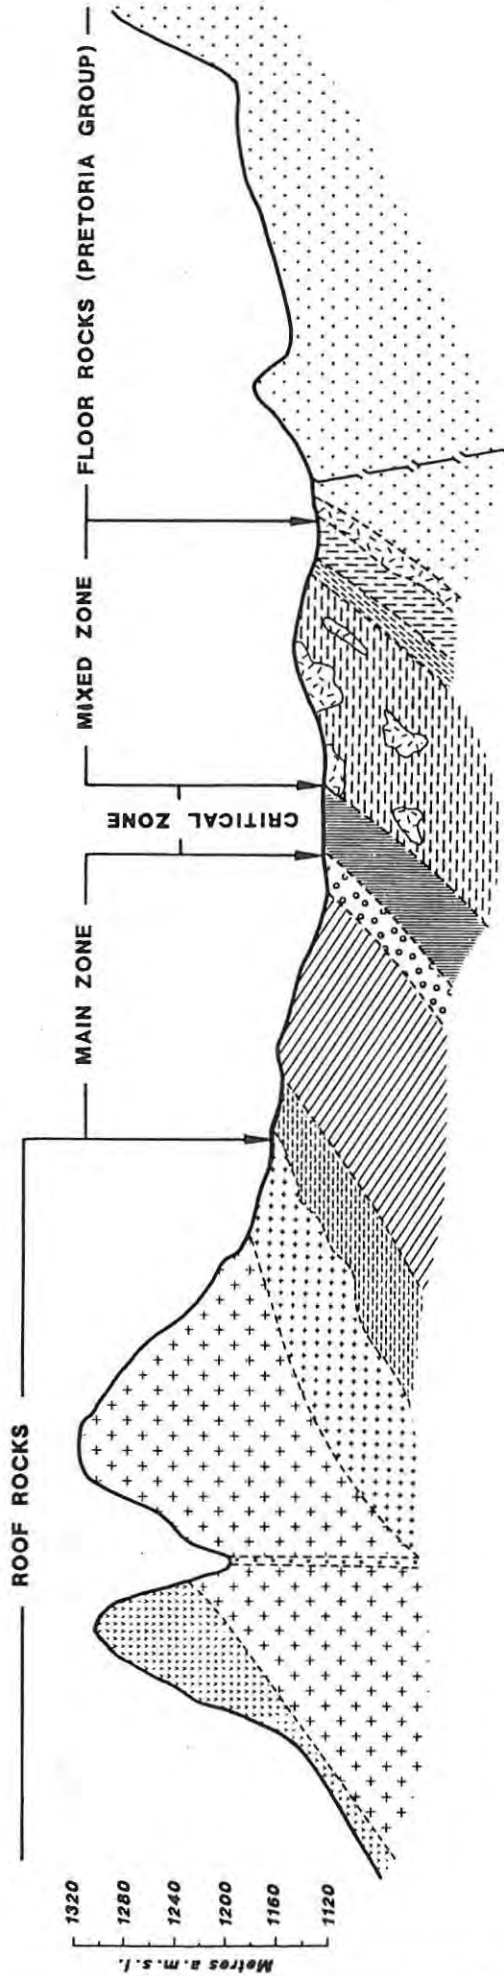 ROOF ROCKS
MAIN ZONE
MIXED ZONE
FLOOR ROCKS (PRETORIA GROUP)
CRITICAL ZONE
1320
1280
1240
1200
1160
1120
Metres a.m.s.l.